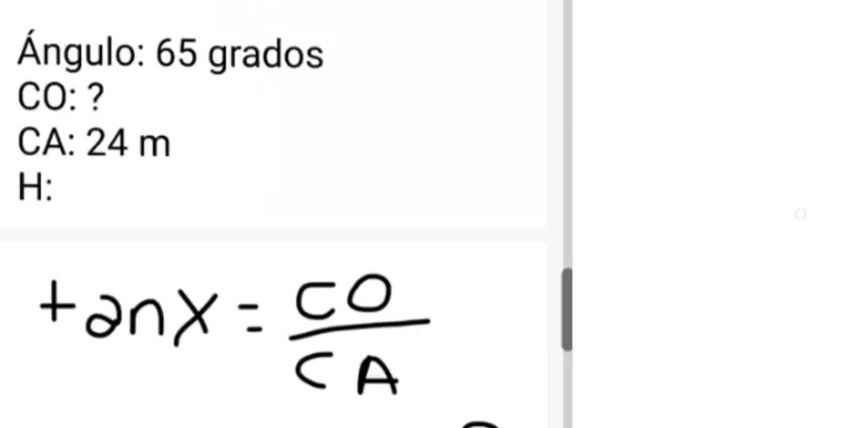 Ángulo: 65 grados
CO: ?
CA: 24 m
H:
tanx = CO
CA